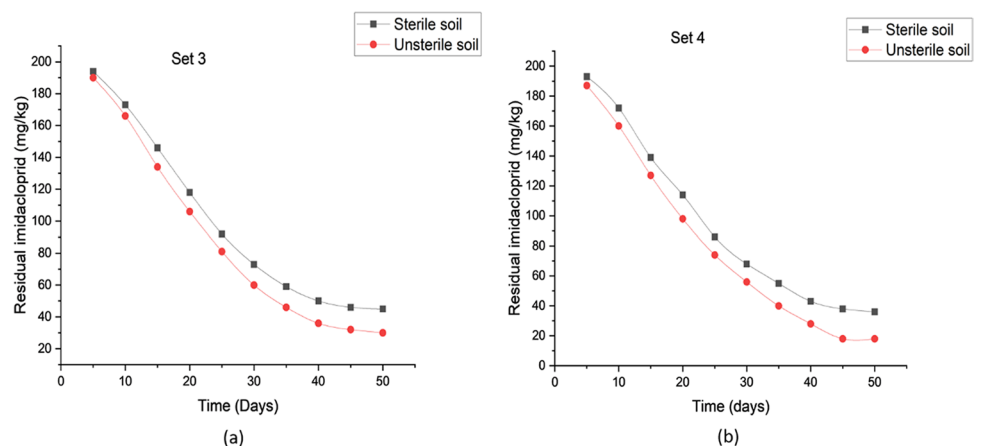 Set 3
Sterile soil
Unsterile soil
Residual imidacloprid (mg/kg)
200
180
160
140
120
100
80
60
40
20
0 10 20 30 40 50
Time (Days)
(a)
Set 4
Sterile soil
Unsterile soil
Residual imidacloprid (mg/kg)
200
180
160
140
120
100
80
60
40
20
0
0 10 20 30 40 50
Time (days)
(b)